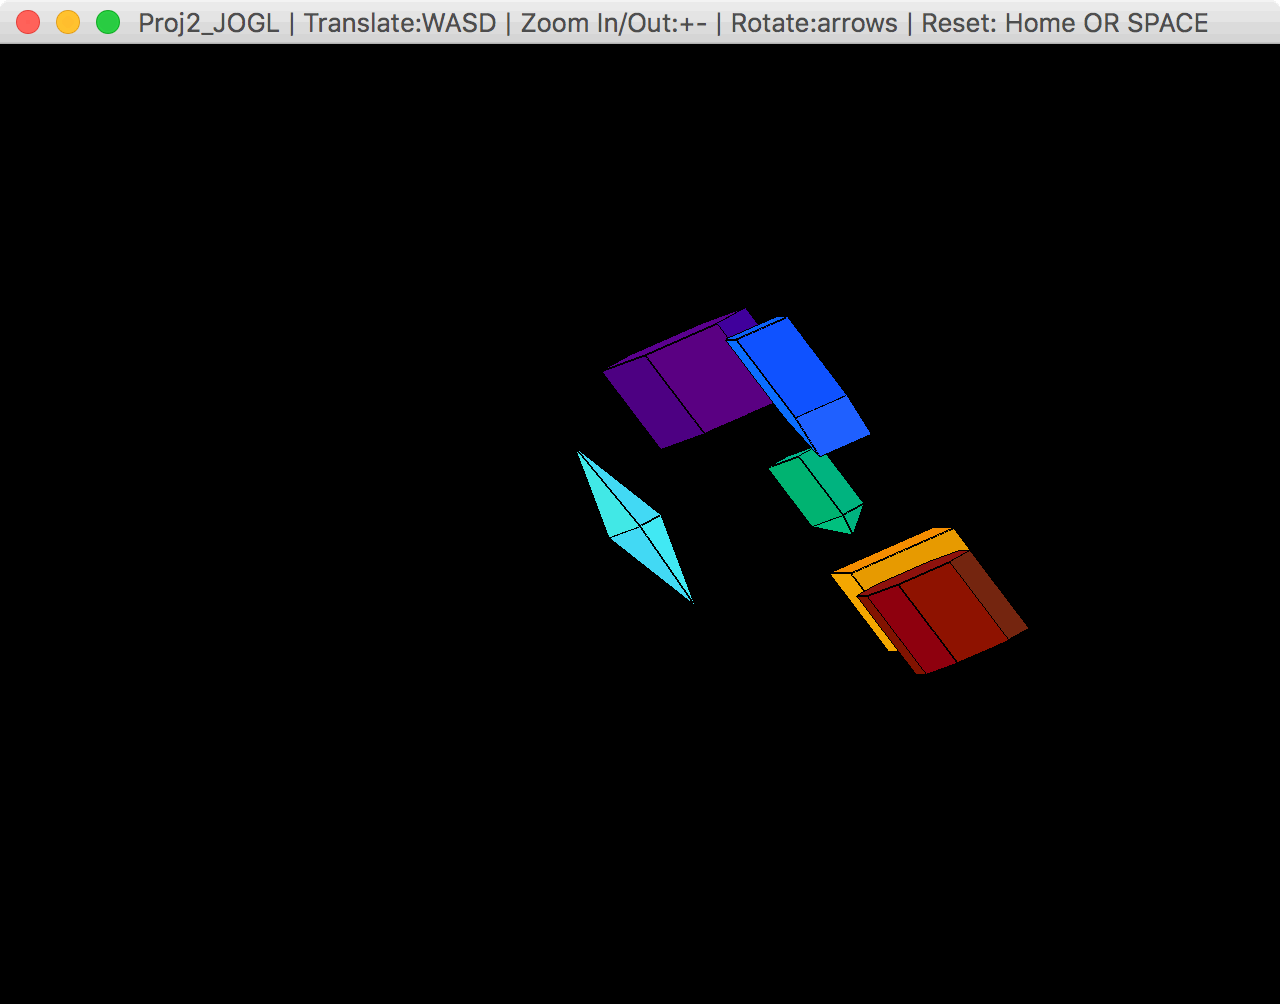 Proj2_JOGL | Translate:WASD | Zoom In/Out:+- | Rotate:arrows | Reset: Home OR SPACE